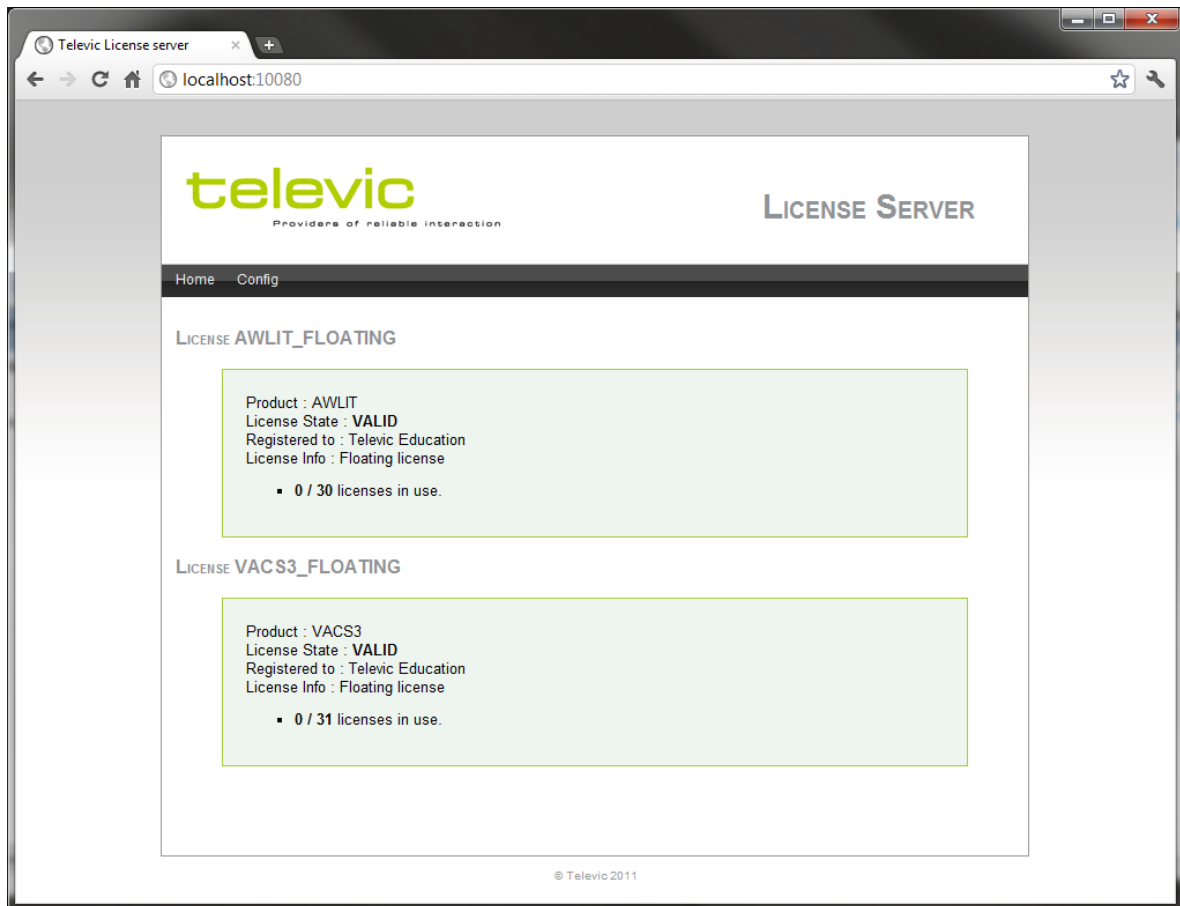 Televic License server
localhost:10080
televic
Providers of reliable interaction
License Server
Home Config
License AWLIT_FLOATING
Product : AWLIT
License State : VALID
Registered to : Televic Education
License Info : Floating license
0 / 30 licenses in use.
License VACS3_FLOATING
Product : VACS3
License State : VALID
Registered to : Televic Education
License Info : Floating license
0 / 31 licenses in use.
© Televic 2011